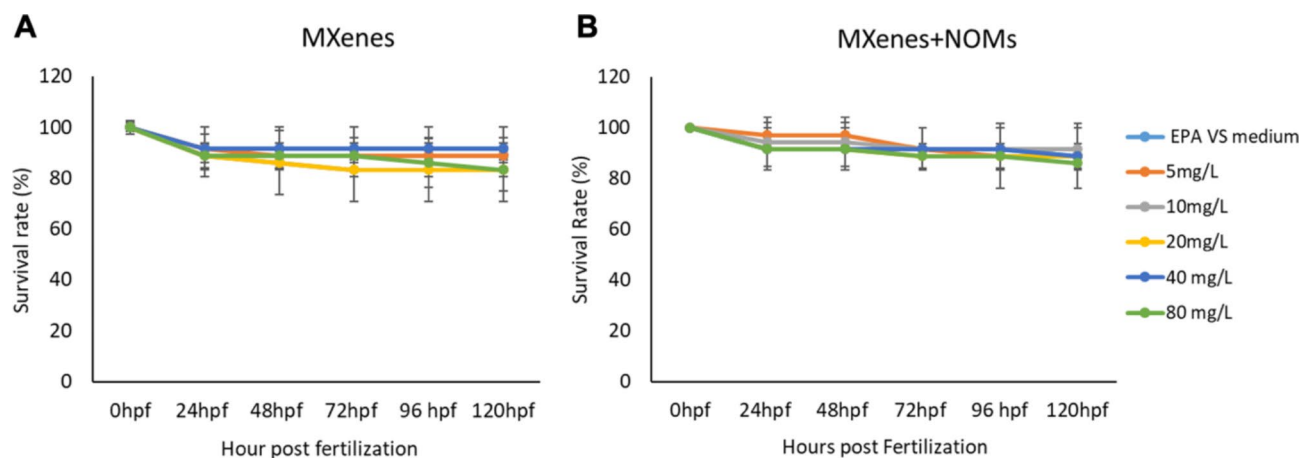 A
MXenes
Survival rate (%)
120
100
80
60
40
20
0
0hpf 24hpf 48hpf 72hpf 96 hpf 120hpf
Hour post fertilization
B
MXenes+NOMs
Survival Rate (%)
120
100
80
60
40
20
0
0hpf 24hpf 48hpf 72hpf 96 hpf 120hpf
Hours post Fertilization
EPA VS medium
5mg/L
10mg/L
20mg/L
40 mg/L
80 mg/L